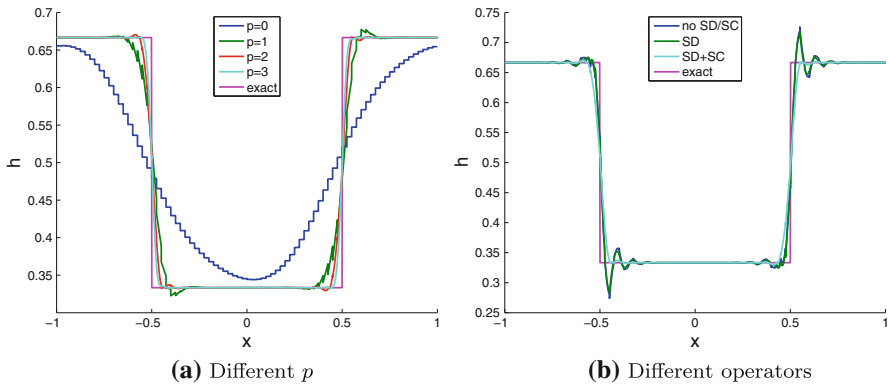 0.7
0.65
0.6
0.55
0.5
0.45
0.4
0.35
h
p=0
p=1
p=2
p=3
exact
−1
−0.5
0
0.5
1
x
(a) Different p
0.75
0.7
0.65
0.6
0.55
0.5
0.45
0.4
0.35
0.3
0.25
h
no SD/SC
SD
SD+SC
exact
−1
−0.5
0
0.5
1
x
(b) Different operators